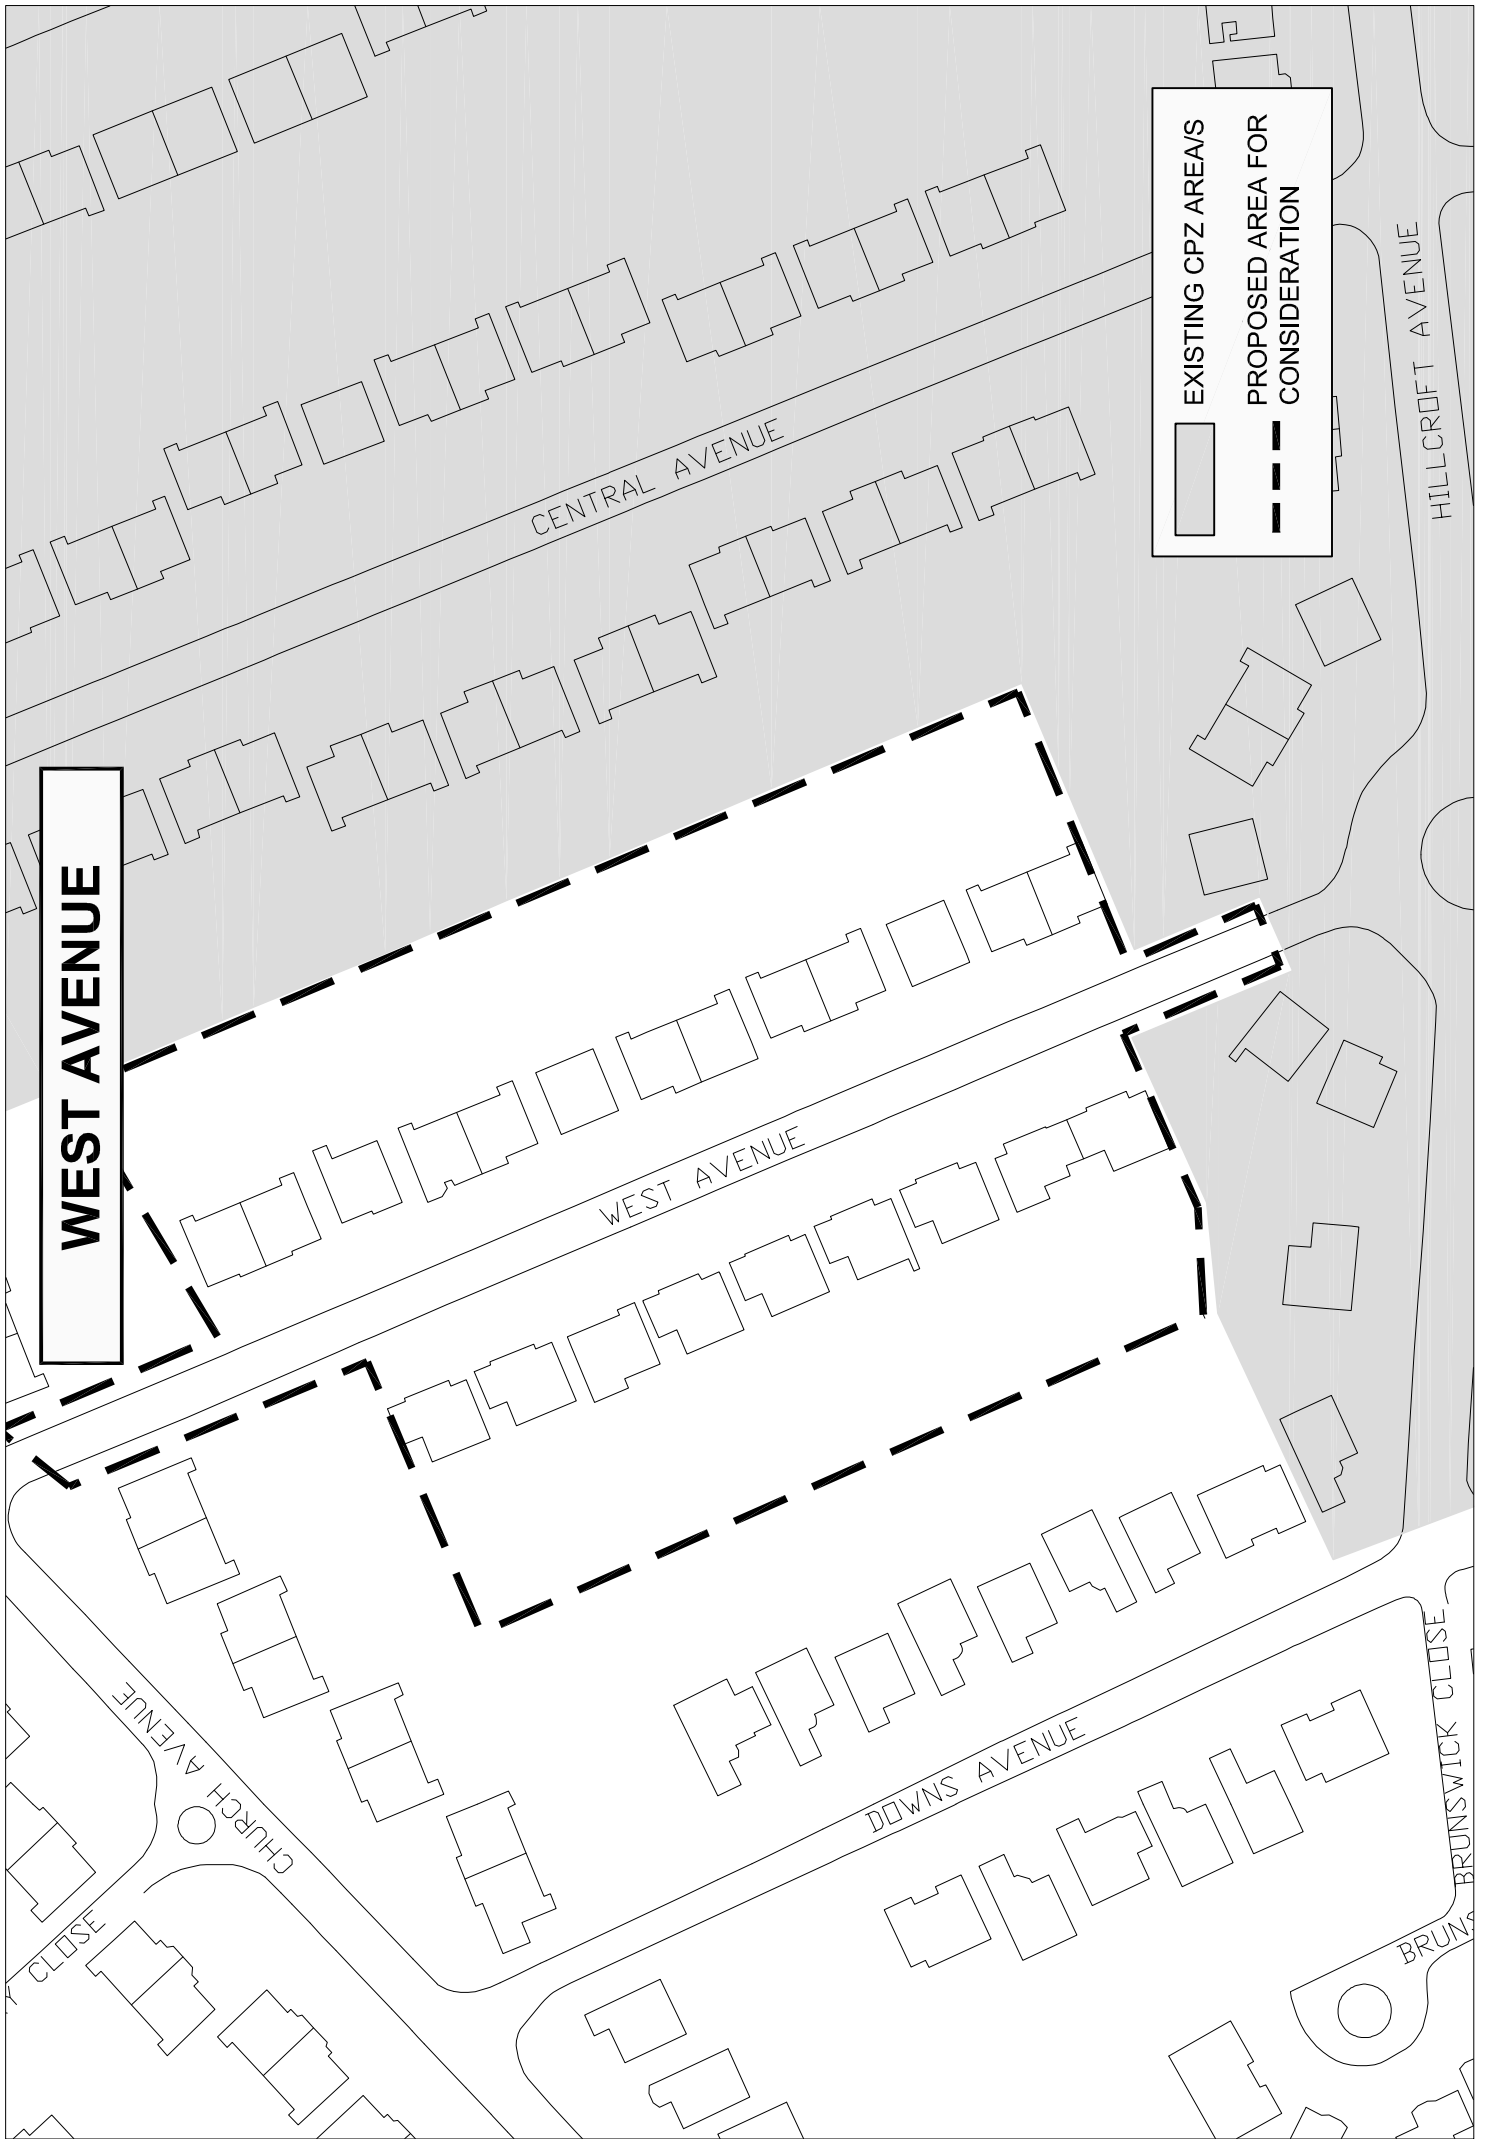 WEST AVENUE
EXISTING CPZ AREA/S
PROPOSED AREA FOR
CONSIDERATION
CENTRAL AVENUE
HILLCROFT AVENUE
WEST AVENUE
CHURCH AVENUE
DOWNS AVENUE
BRUNSWICK CLOSE
Y CLOSE
BRUNS